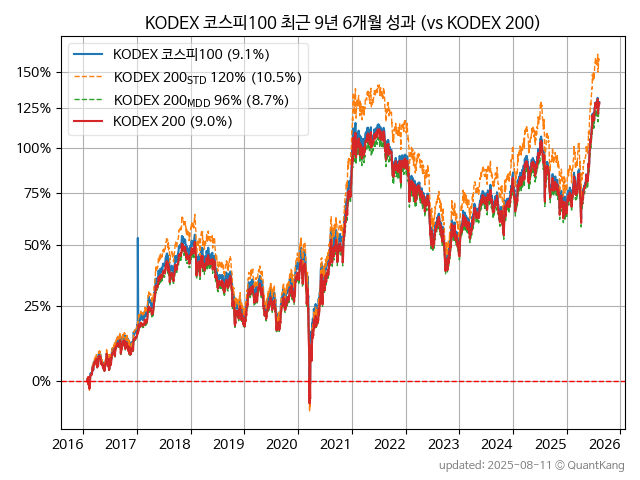 KODEX 코스피100 최근 9년 6개월 성과 (vs KODEX 200)
KODEX 코스피100 (9.1%)
KODEX 200STD 120% (10.5%)
KODEX 200MDD 96% (8.7%)
KODEX 200 (9.0%)
150%
125%
100%
75%
50%
25%
0%
2016 2017 2018 2019 2020 2021 2022 2023 2024 2025 2026
updated: 2025-08-11 © QuantKang